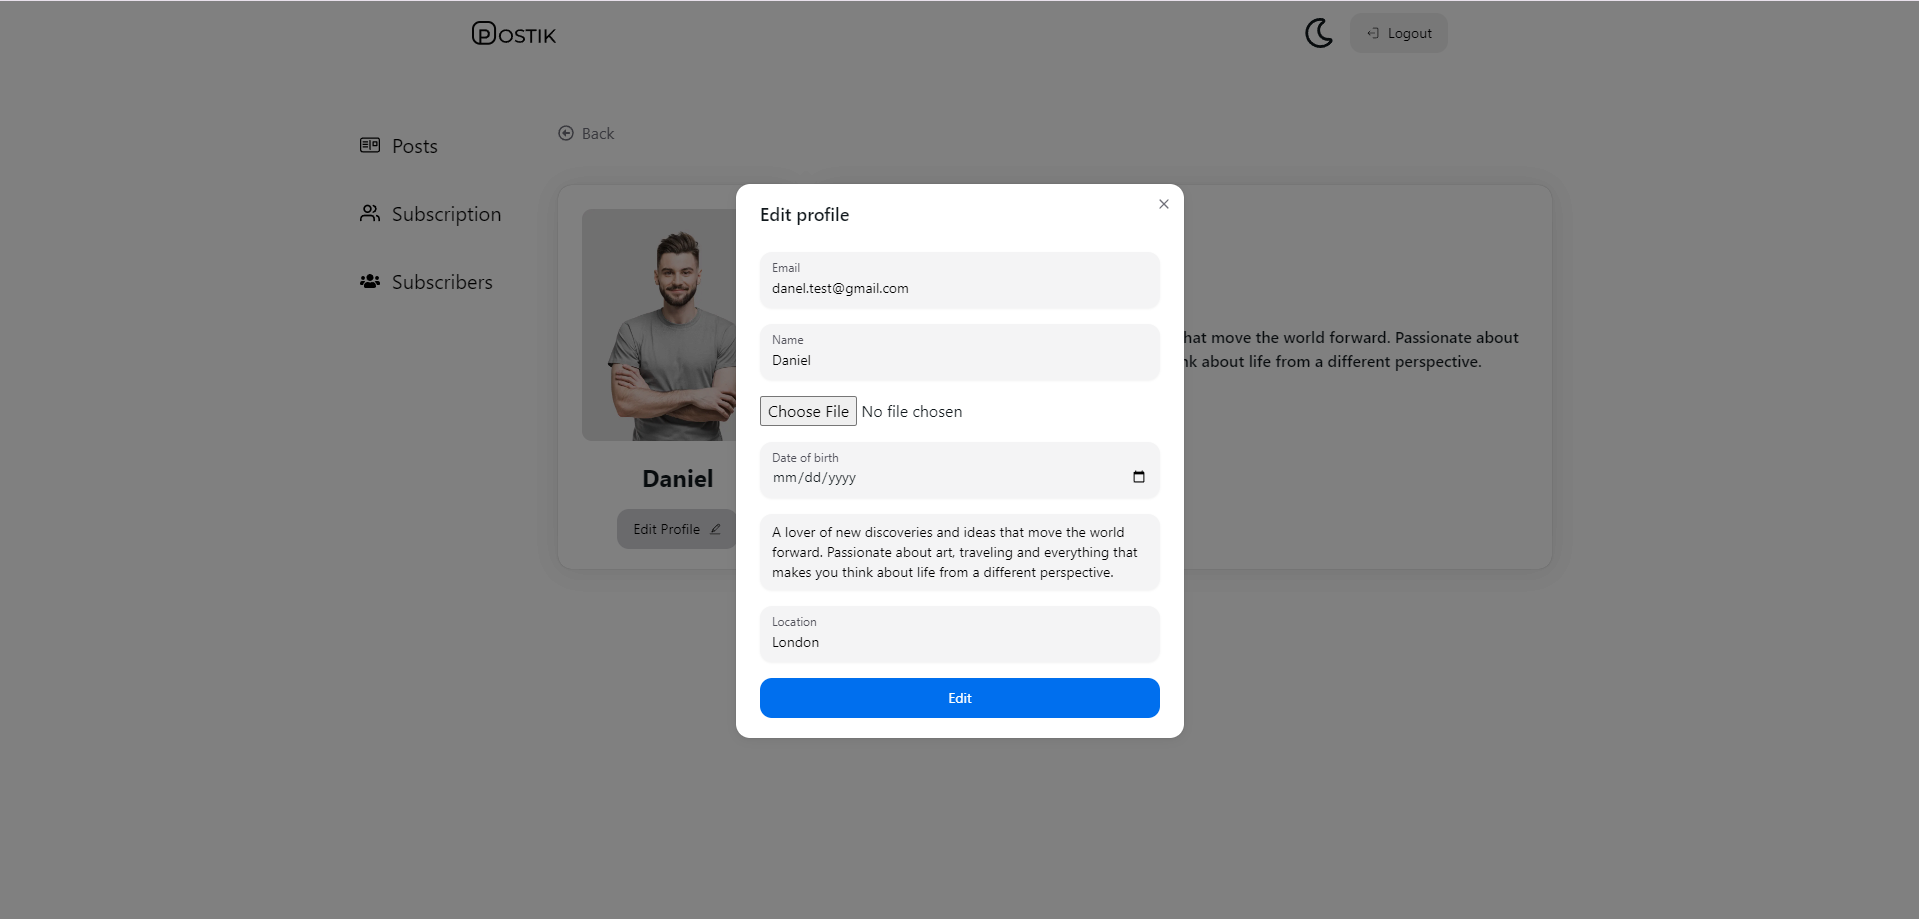 POSTIK
Logout
Back
Posts
Subscription
Subscribers
Daniel
Edit Profile
hat move the world forward. Passionate about
nk about life from a different perspective.
Edit profile
Email
danel.test@gmail.com
Name
Daniel
Choose File No file chosen
Date of birth
mm/dd/yyyy
A lover of new discoveries and ideas that move the world
forward. Passionate about art, traveling and everything that
makes you think about life from a different perspective.
Location
London
Edit